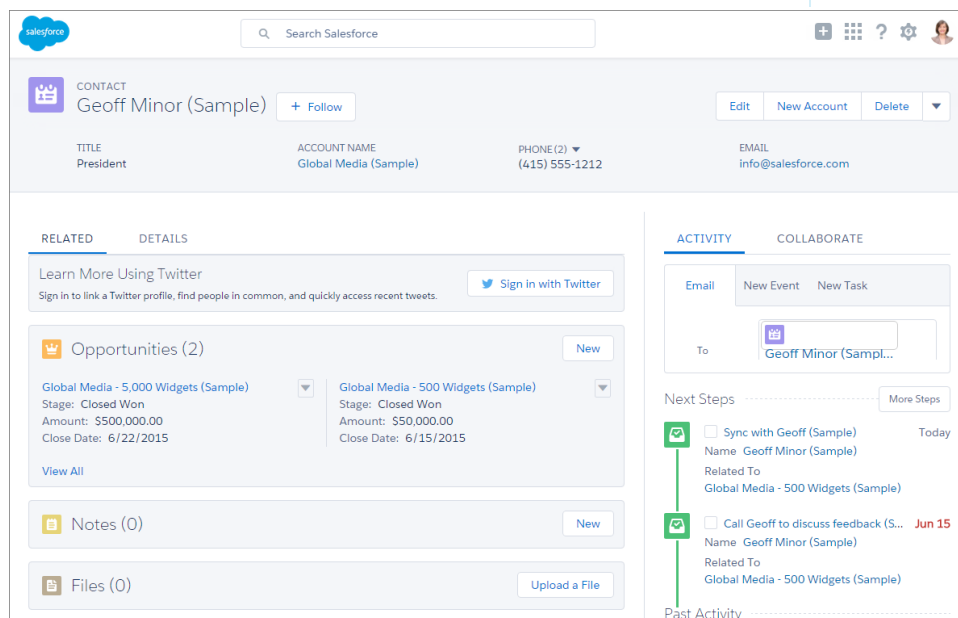 salesforce
Search Salesforce
?
CONTACT
Geoff Minor (Sample)
+ Follow
Edit
New Account
Delete
TITLE
President
ACCOUNT NAME
Global Media (Sample)
PHONE (2)
(415) 555-1212
EMAIL
info@salesforce.com
RELATED
DETAILS
Learn More Using Twitter
Sign in to link a Twitter profile, find people in common, and quickly access recent tweets.
Sign in with Twitter
Opportunities (2)
New
Global Media - 5,000 Widgets (Sample)
Stage: Closed Won
Amount: $500,000.00
Close Date: 6/22/2015
Global Media - 500 Widgets (Sample)
Stage: Closed Won
Amount: $50,000.00
Close Date: 6/15/2015
View All
Notes (0)
New
Files (0)
Upload a File
ACTIVITY
COLLABORATE
Email
New Event
New Task
To
Geoff Minor (Sampl...
Next Steps
More Steps
Sync with Geoff (Sample)
Today
Name Geoff Minor (Sample)
Related To
Global Media - 500 Widgets (Sample)
Call Geoff to discuss feedback (S...
Jun 15
Name Geoff Minor (Sample)
Related To
Global Media - 500 Widgets (Sample)
Past Activity